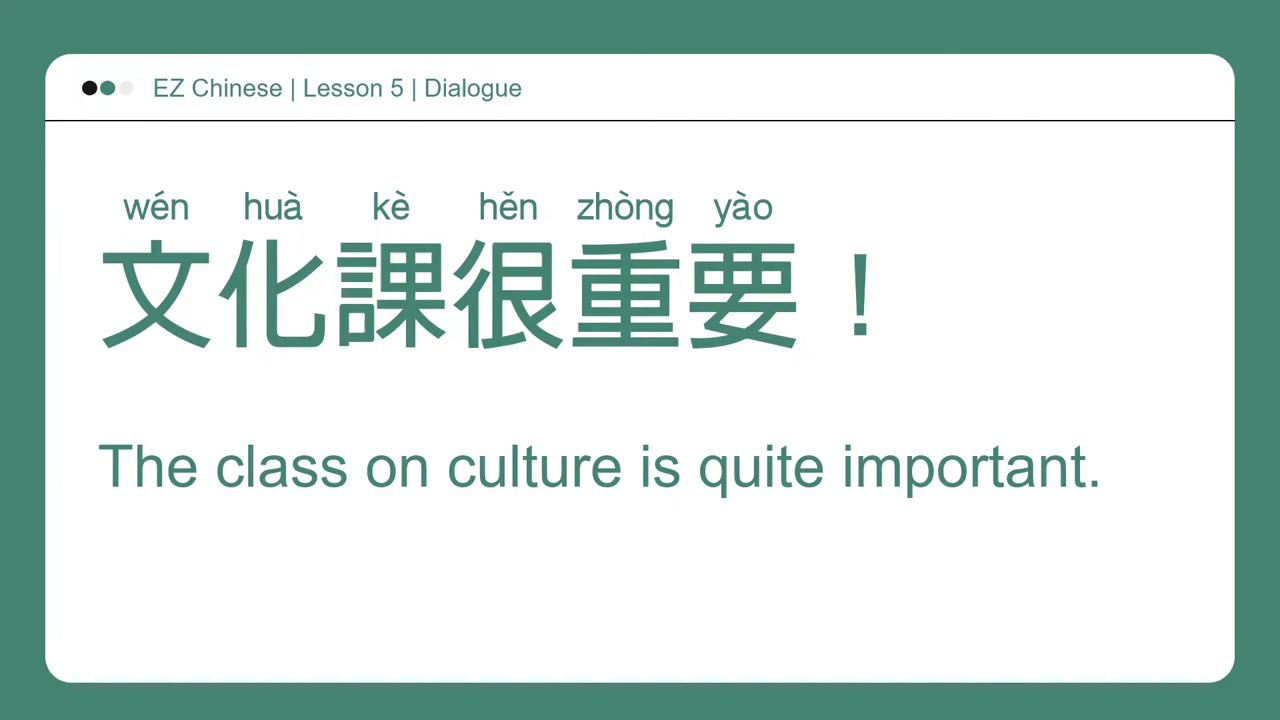 EZ Chinese | Lesson 5 | Dialogue
wén huà kè hěn zhòng yào
文化課很重要！
The class on culture is quite important.